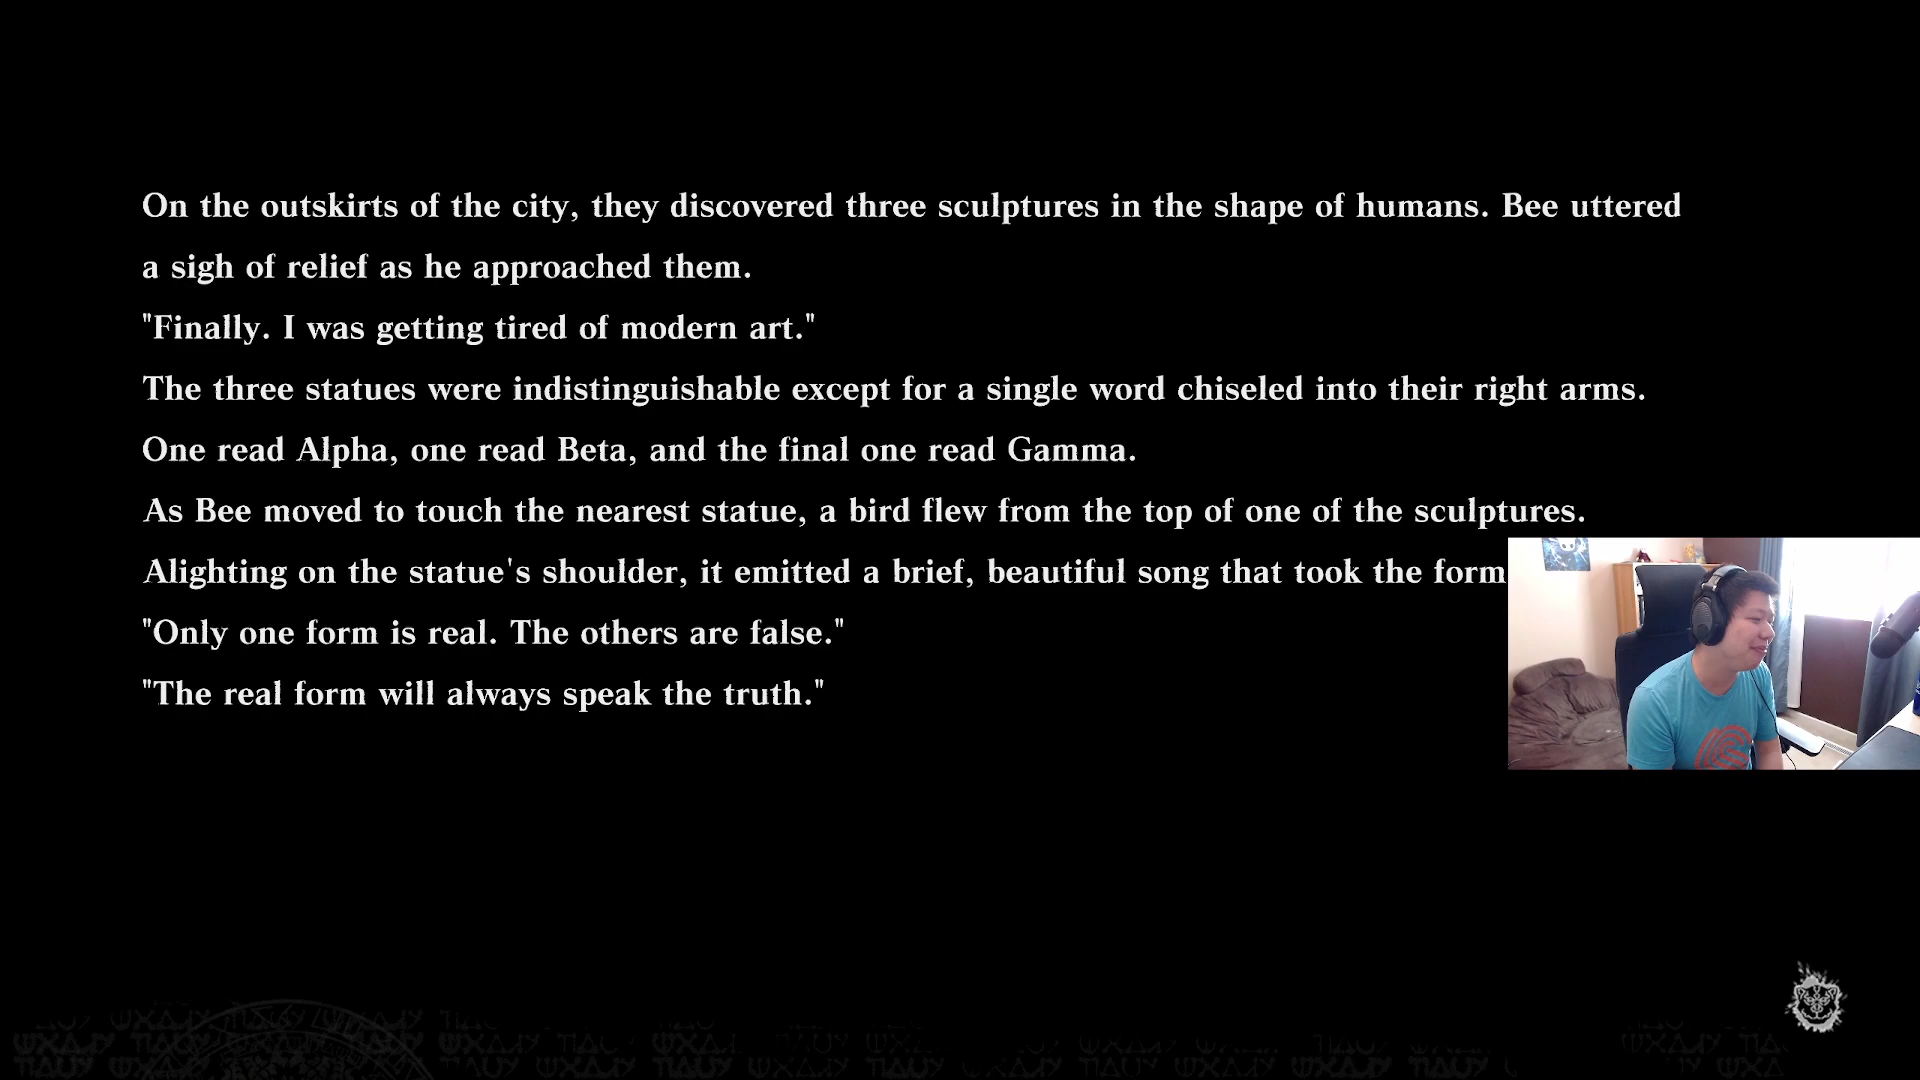 On the outskirts of the city, they discovered three sculptures in the shape of humans. Bee uttered
a sigh of relief as he approached them.
"Finally. I was getting tired of modern art."
The three statues were indistinguishable except for a single word chiseled into their right arms.
One read Alpha, one read Beta, and the final one read Gamma.
As Bee moved to touch the nearest statue, a bird flew from the top of one of the sculptures.
Alighting on the statue's shoulder, it emitted a brief, beautiful song that took the form
"Only one form is real. The others are false."
"The real form will always speak the truth."